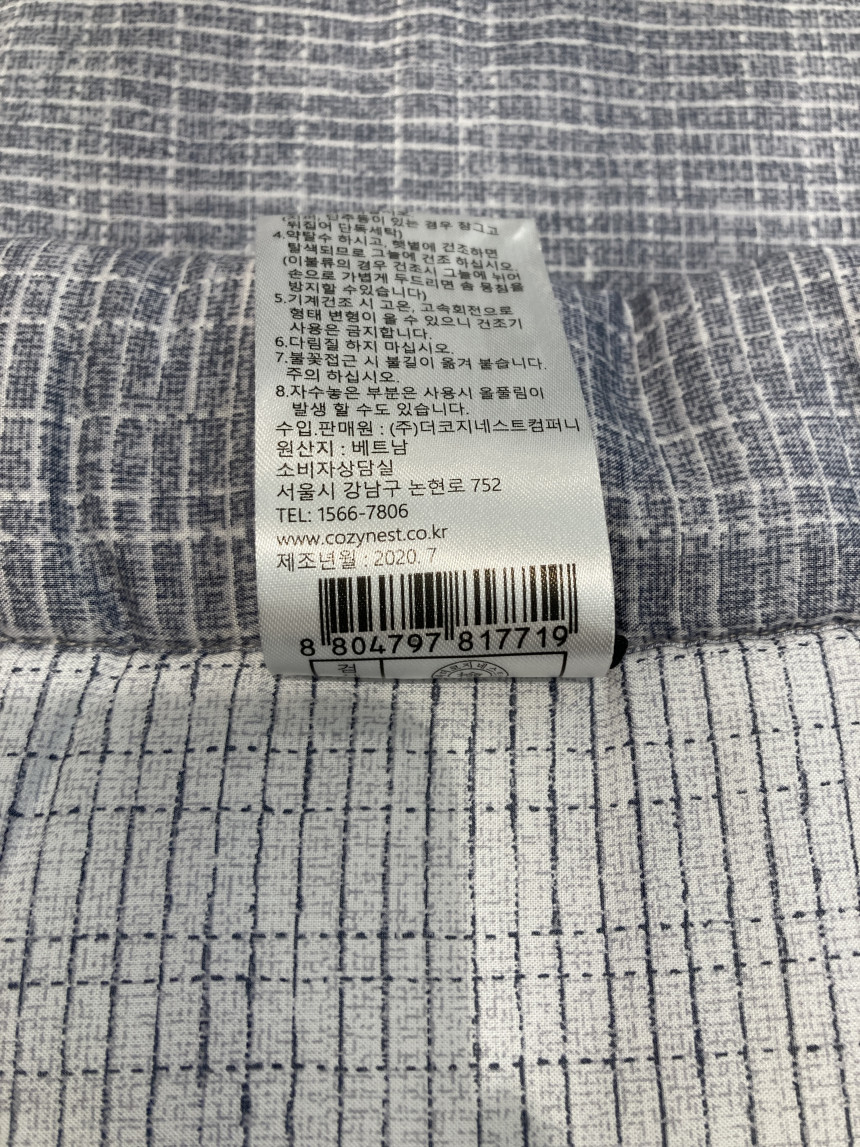 단추등이 있는 경우 잠그고
뒤집어 단독세탁)
4.약탈수 하시고, 햇볕에 건조하면
탈색되므로 그늘에 건조 하십시오.
(이불류의 경우 건조시 그늘에 뉘어
손으로 가볍게 두드리면 솜 뭉침을
방지할 수있습니다)
5.기계건조 시 고온, 고속회전으로
형태 변형이 올 수 있으니 건조기
사용은 금지합니다.
6.다림질 하지 마십시오.
7.불꽃접근 시 불길이 옮겨 붙습니다.
주의 하십시오.
8.자수놓은 부분은 사용시 올풀림이
발생 할 수도 있습니다.
수입.판매원 : (주)더코지네스트컴퍼니
원산지 : 베트남
소비자상담실
서울시 강남구 논현로 752
TEL: 1566-7806
www.cozynest.co.kr
제조년월 : 2020. 7
8 804797 817719
검